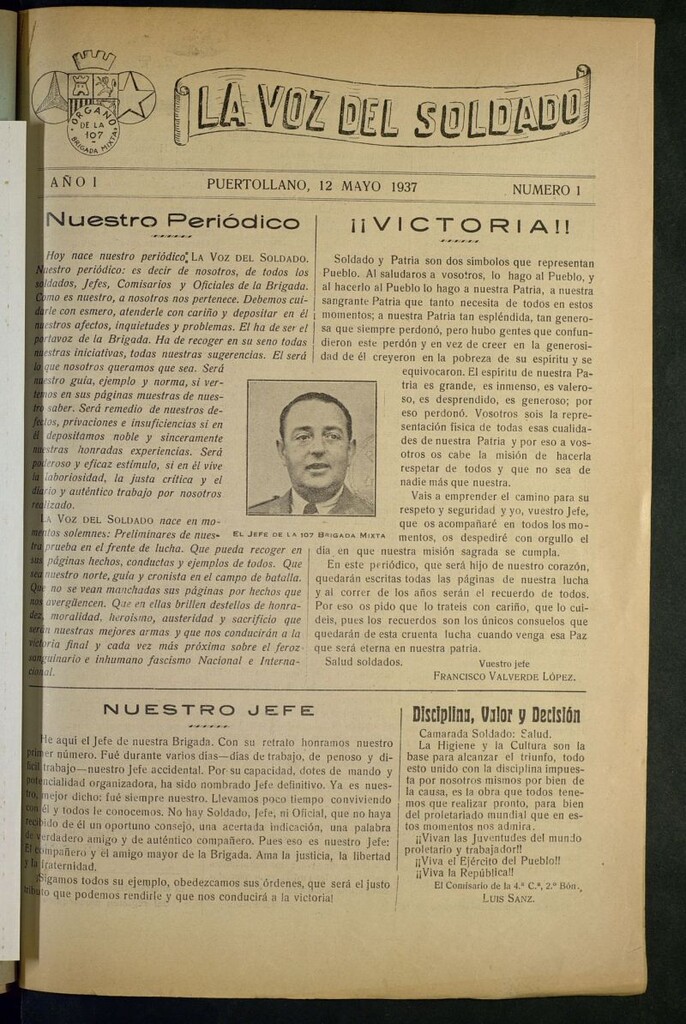 ORGANO
DE LA
107
BRIGADA MIXTA
LA VOZ DEL SOLDADO
AÑO I
PUERTOLLANO, 12 MAYO 1937
NUMERO 1
Nuestro Periódico
Hoy nace nuestro periódico, LA VOZ DEL SOLDADO.
Nuestro periódico: es decir de nosotros, de todos los
soldados, Jefes, Comisarios y Oficiales de la Brigada.
Como es nuestro, a nosotros nos pertenece. Debemos cui-
darle con esmero, atenderle con cariño y depositar en él
nuestros afectos, inquietudes y problemas. El ha de ser el
portavoz de la Brigada. Ha de recoger en su seno todas
nuestras iniciativas, todas nuestras sugerencias. El será
lo que nosotros queramos que sea. Será
nuestro guía, ejemplo y norma, si ver-
temos en sus páginas muestras de nues-
tro saber. Será remedio de nuestros de-
fectos, privaciones e insuficiencias si en
él depositamos noble y sinceramente
nuestras honradas experiencias. Será
poderoso y eficaz estímulo, si en él vive
la laboriosidad, la justa crítica y el
diario y auténtico trabajo por nosotros
realizado.
LA VOZ DEL SOLDADO nace en mo-
mentos solemnes: Preliminares de nues-
tra prueba en el frente de lucha. Que pueda recoger en
sus páginas hechos, conductas y ejemplos de todos. Que
sea nuestro norte, guía y cronista en el campo de batalla.
Que no se vean manchadas sus páginas por hechos que
nos avergüencen. Que en ellas brillen destellos de honra-
dez, moralidad, heroísmo, austeridad y sacrificio que
serán nuestras mejores armas y que nos conducirán a la
victoria final y cada vez más próxima sobre el feroz-
sanguinario e inhumano fascismo Nacional e Interna-
cional.
EL JEFE DE LA 107 BRIGADA MIXTA
¡¡VICTORIA!!
Soldado y Patria son dos símbolos que representan
Pueblo. Al saludaros a vosotros, lo hago al Pueblo, y
al hacerlo al Pueblo lo hago a nuestra Patria, a nuestra
sangrante Patria que tanto necesita de todos en estos
momentos; a nuestra Patria tan espléndida, tan genero-
sa que siempre perdonó, pero hubo gentes que confun-
dieron este perdón y en vez de creer en la generosi-
dad de él creyeron en la pobreza de su espíritu y se
equivocaron. El espíritu de nuestra Pa-
tria es grande, es inmenso, es valero-
so, es desprendido, es generoso; por
eso perdonó. Vosotros sois la repre-
sentación física de todas esas cualida-
des de nuestra Patria y por eso a vos-
otros os cabe la misión de hacerla
respetar de todos y que no sea de
nadie más que nuestra.
Vais a emprender el camino para su
respeto y seguridad y yo, vuestro Jefe,
que os acompañaré en todos los mo-
mentos, os despediré con orgullo el
día en que nuestra misión sagrada se cumpla.
En este periódico, que será hijo de nuestro corazón,
quedarán escritas todas las páginas de nuestra lucha
y al correr de los años serán el recuerdo de todos.
Por eso os pido que lo tratéis con cariño, que lo cui-
deis, pues los recuerdos son los únicos consuelos que
quedarán de esta cruenta lucha cuando venga esa Paz
que será eterna en nuestra patria.
Salud soldados.
Vuestro jete
FRANCISCO VALVERDE LÓPEZ.
NUESTRO JEFE
He aquí el Jefe de nuestra Brigada. Con su retrato honramos nuestro
primer número. Fué durante varios días—días de trabajo, de penoso y di-
fícil trabajo—nuestro Jefe accidental. Por su capacidad, dotes de mando y
potencialidad organizadora, ha sido nombrado Jefe definitivo. Ya es nues-
tro, mejor dicho: fué siempre nuestro. Llevamos poco tiempo conviviendo
con él y todos le conocemos. No hay Soldado, Jefe, ni Oficial, que no haya
recibido de él un oportuno consejo, una acertada indicación, una palabra
de verdadero amigo y de auténtico compañero. Pues eso es nuestro Jefe:
El compañero y el amigo mayor de la Brigada. Ama la justicia, la libertad
y la fraternidad.
¡Sigamos todos su ejemplo, obedezcamos sus órdenes, que será el justo
tributo que podemos rendirle y que nos conducirá a la victoria!
Disciplina, Valor y Decisión
Camarada Soldado: Salud.
La Higiene y la Cultura son la
base para alcanzar el triunfo, todo
esto unido con la disciplina impues-
ta por nosotros mismos por bien de
la causa, es la obra que todos tene-
mos que realizar pronto, para bien
del proletariado mundial que en es-
tos momentos nos admira.
¡¡Vivan las Juventudes del mundo
proletario y trabajador!!
¡¡Viva el Ejército del Pueblo!!
¡¡Viva la República!!
El Comisario de la 4.ª C.ª, 2.º Bón.,
LUIS SANZ.